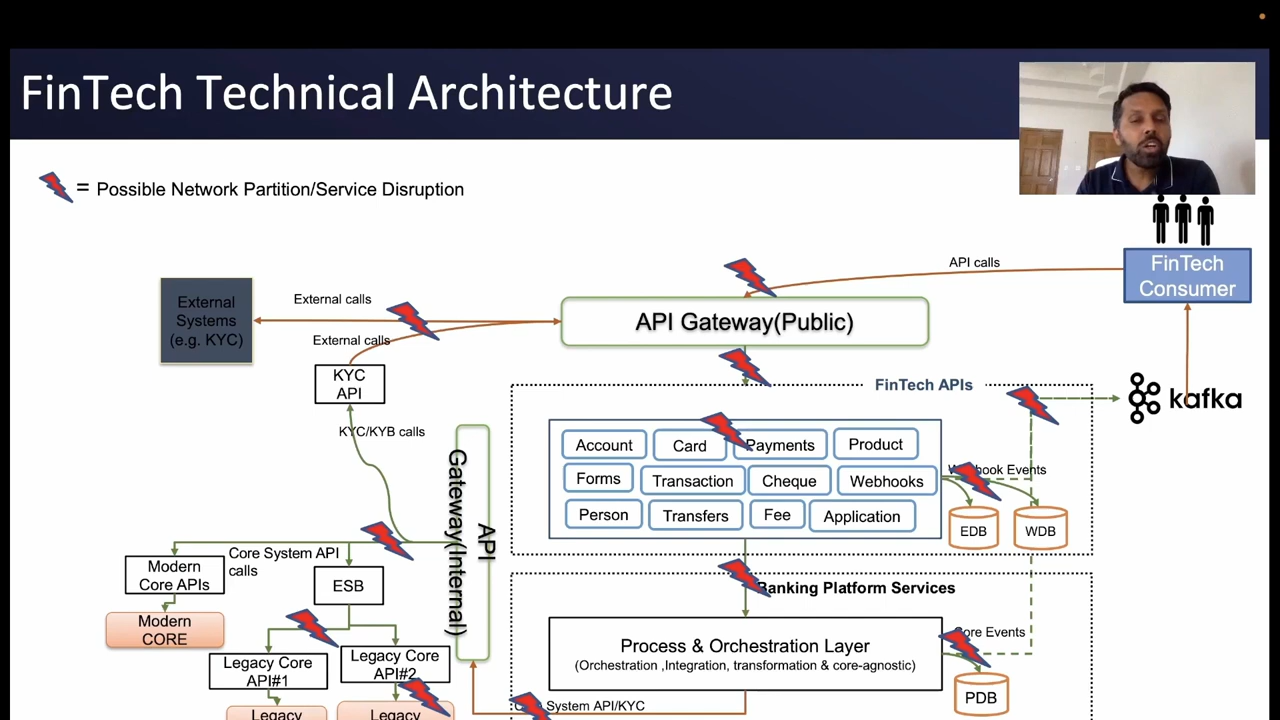 FinTech Technical Architecture
= Possible Network Partition/Service Disruption
API calls
FinTech
Consumer
External
Systems
(e.g. KYC)
External calls
API Gateway(Public)
External calls
KYC
API
FinTech APIs
kafka
KYC/KYB calls
Account
Card
Payments
Product
Forms
Transaction
Cheque
Webhooks
Person
Transfers
Fee
Application
Webhook Events
EDB
WDB
API
Gateway(Internal)
Core System API
calls
Modern
Core APIs
ESB
Modern
CORE
Banking Platform Services
Process & Orchestration Layer
(Orchestration ,Integration, transformation & core-agnostic)
Core Events
PDB
Legacy Core
API#1
Legacy Core
API#2
Legacy
Legacy
System API/KYC